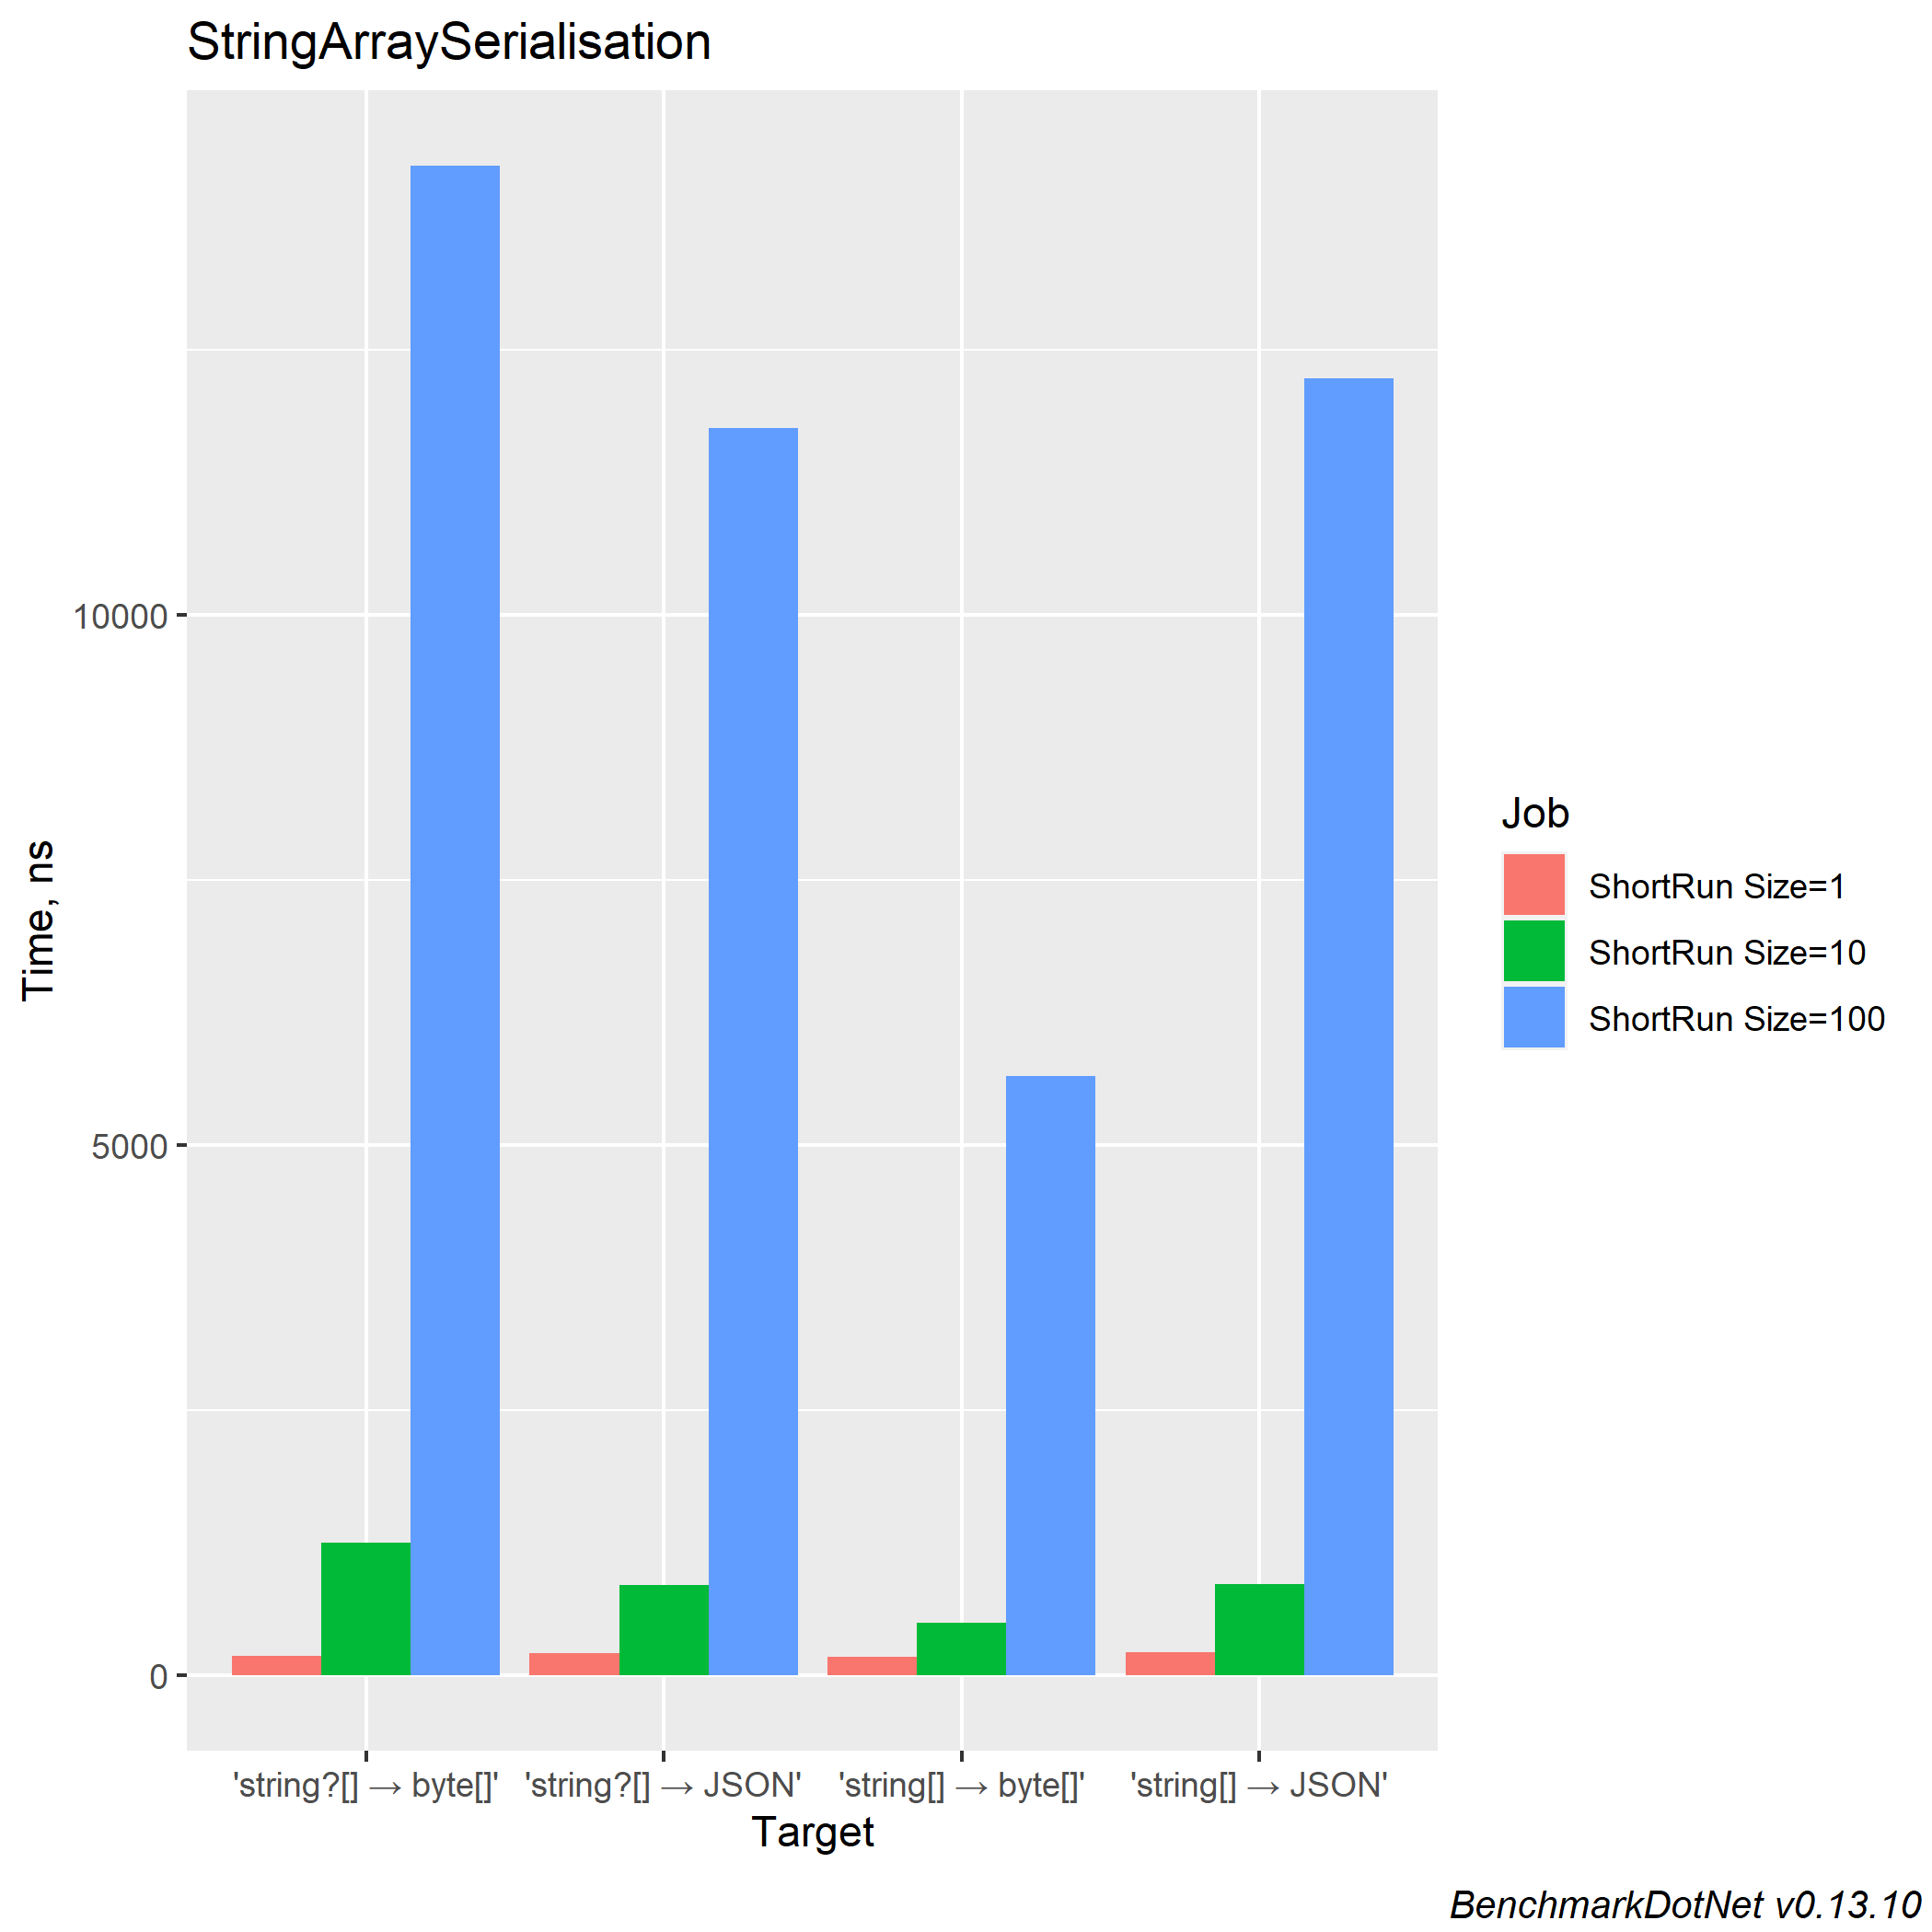 StringArraySerialisation
Time, ns
10000
5000
0
'string?[] → byte[]' 'string?[] → JSON' 'string[] → byte[]' 'string[] → JSON'
Target
Job
ShortRun Size=1
ShortRun Size=10
ShortRun Size=100
BenchmarkDotNet v0.13.10